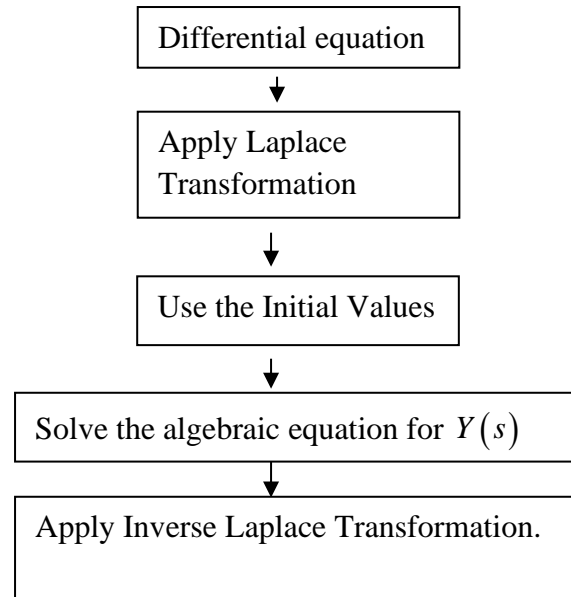 Differential equation
Apply Laplace
Transformation
Use the Initial Values
Solve the algebraic equation for Y(s)
Apply Inverse Laplace Transformation.